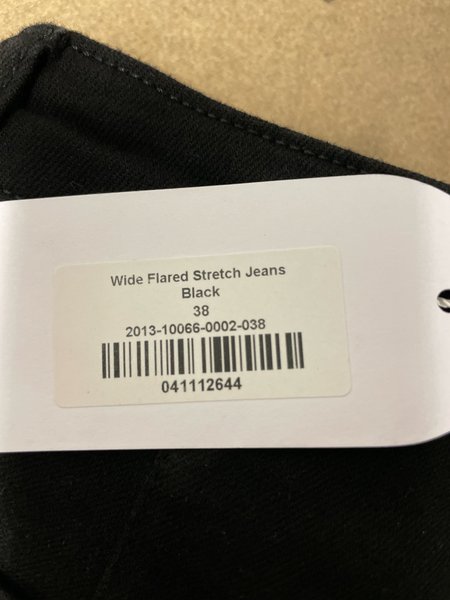 Wide Flared Stretch Jeans
Black
38
2013-10066-0002-038
041112644